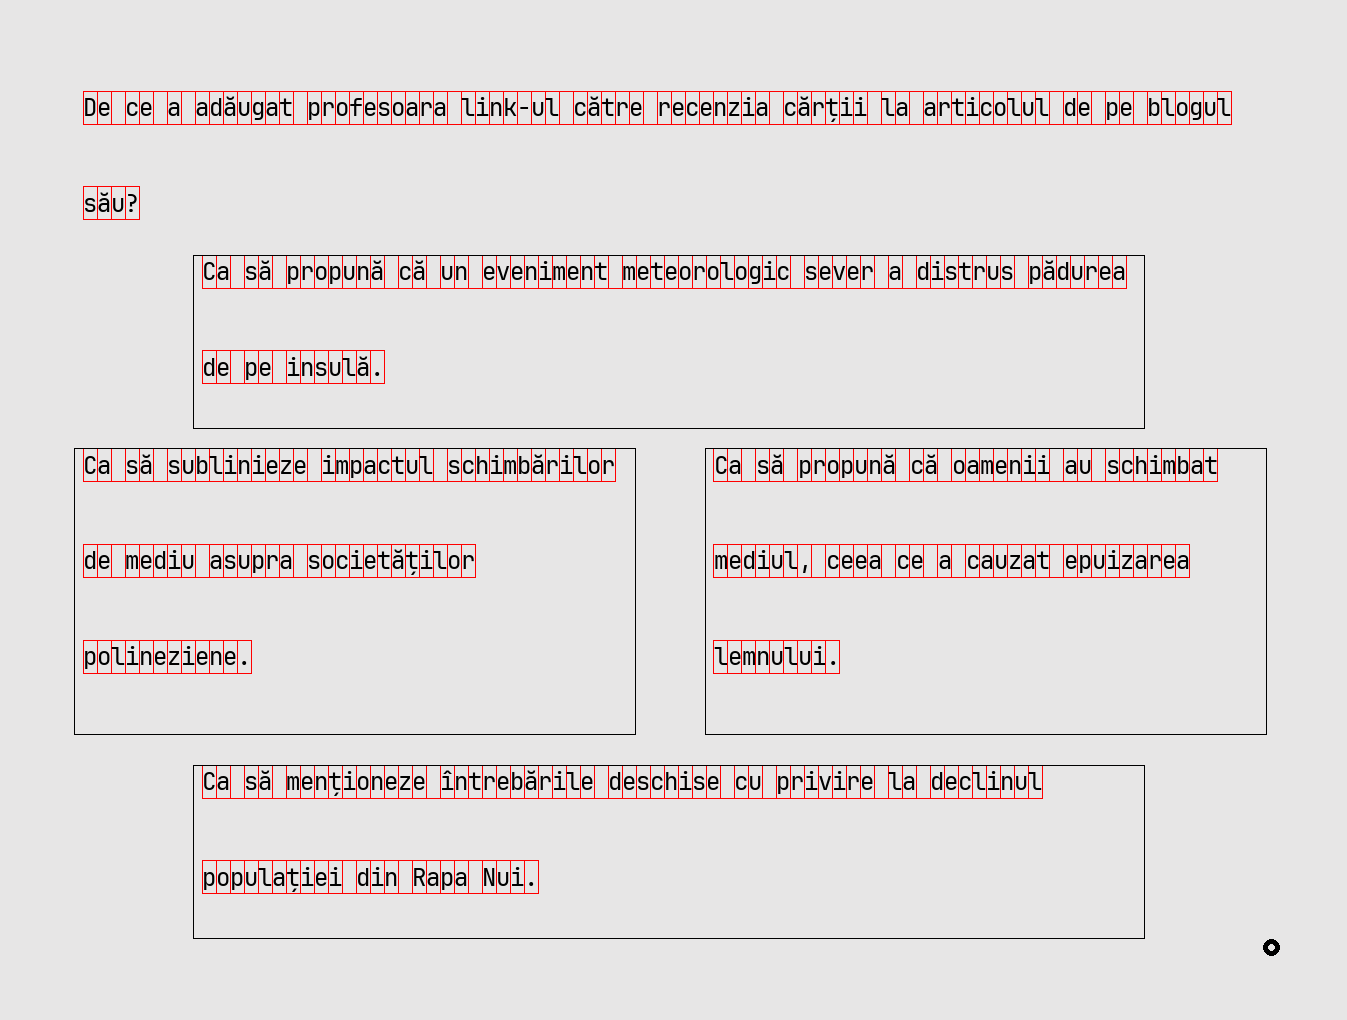 De ce a adăugat profesoara link-ul către recenzia cărții la articolul de pe blogul
său?
Ca să propună că un eveniment meteorologic sever a distrus pădurea
de pe insulă.
Ca să sublinieze impactul schimbărilor
de mediu asupra societăților
polineziene.
Ca să propună că oamenii au schimbat
mediul, ceea ce a cauzat epuizarea
lemnului.
Ca să menționeze întrebările deschise cu privire la declinul
populației din Rapa Nui.